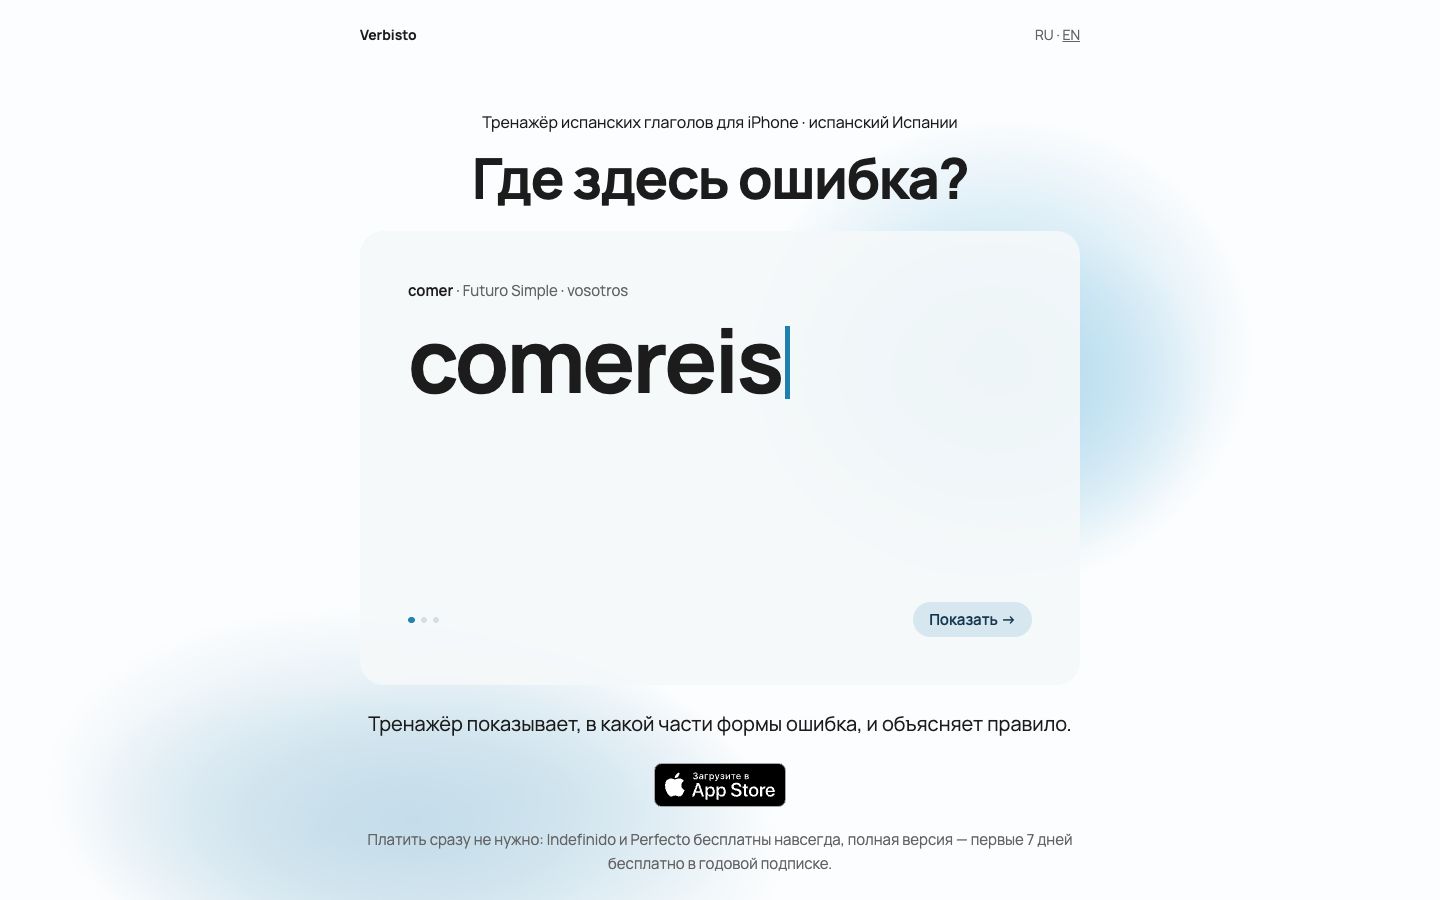 Verbisto
RU · EN
Тренажёр испанских глаголов для iPhone · испанский Испании
Где здесь ошибка?
comer · Futuro Simple · vosotros
comereis
Показать →
Тренажёр показывает, в какой части формы ошибка, и объясняет правило.
Загрузите в
App Store
Платить сразу не нужно: Indefinido и Perfecto бесплатны навсегда, полная версия — первые 7 дней
бесплатно в годовой подписке.